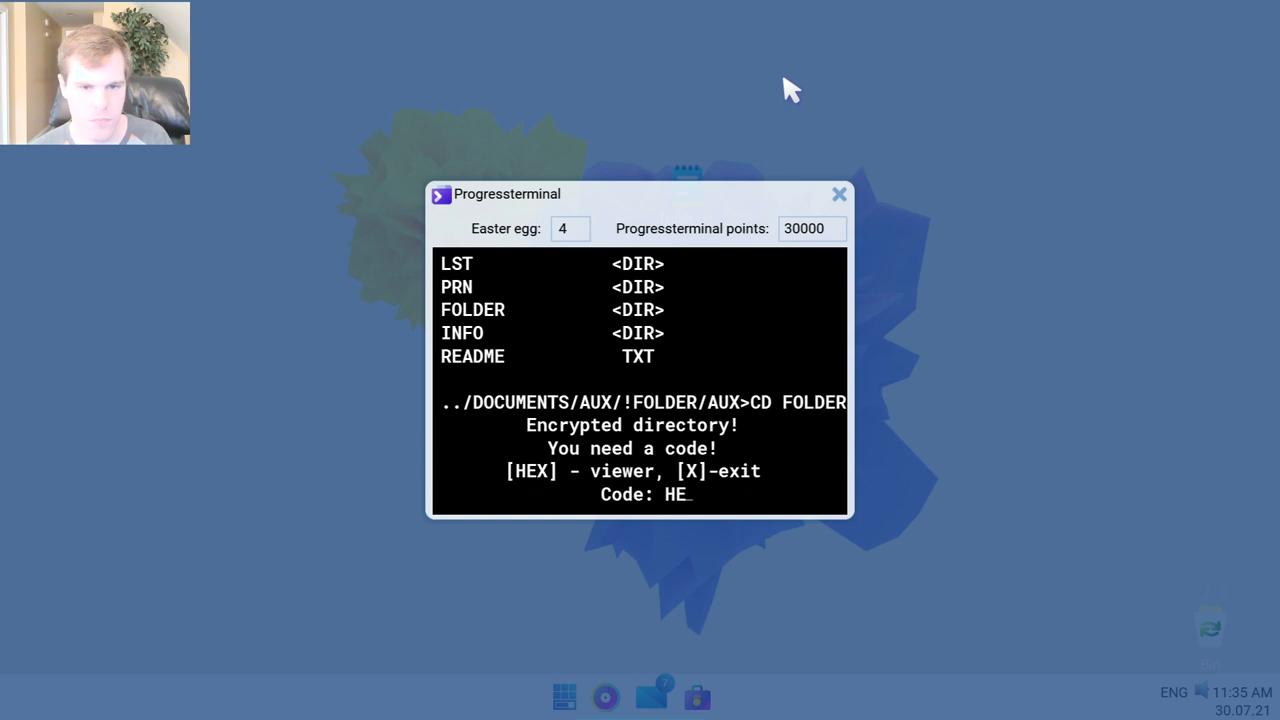 Progressterminal
Easter egg: 4 Progressterminal points: 30000
LST <DIR>
PRN <DIR>
FOLDER <DIR>
INFO <DIR>
README TXT
../DOCUMENTS/AUX/!FOLDER/AUX>CD FOLDER
Encrypted directory!
You need a code!
[HEX] - viewer, [X]-exit
Code: HE_
Bin
7
ENG 11:35 AM
30.07.21